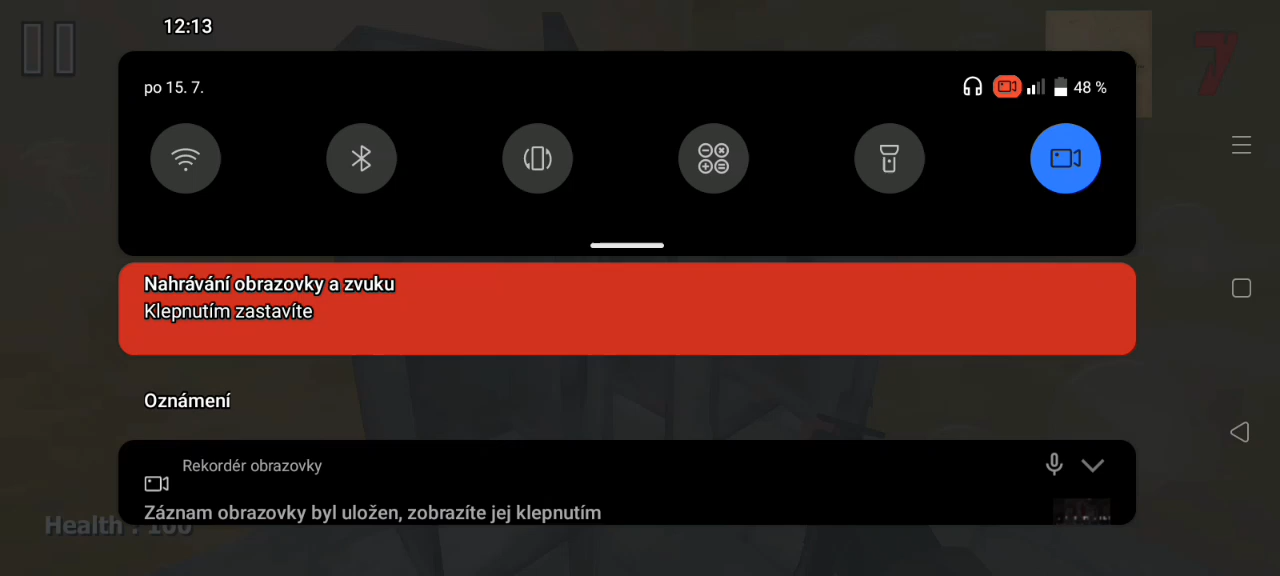 12:13
po 15. 7.
48 %
7
Nahrávání obrazovky a zvuku
Klepnutím zastavíte
Oznámení
Rekordér obrazovky
Záznam obrazovky byl uložen, zobrazíte jej klepnutím
Health : 100